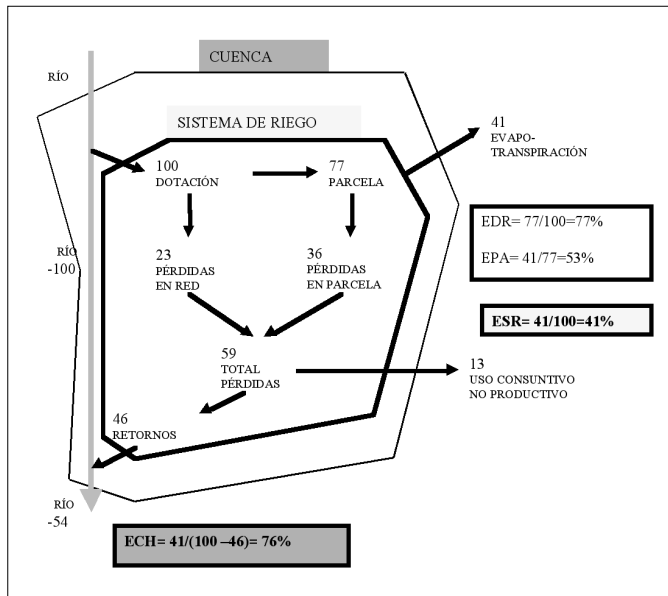 CUENCA
RÍO
SISTEMA DE RIEGO
41
EVAPO-
TRANSPIRACIÓN
100
DOTACIÓN
77
PARCELA
EDR= 77/100=77%
EPA= 41/77=53%
RÍO
-100
23
PÉRDIDAS
EN RED
36
PÉRDIDAS
EN PARCELA
ESR= 41/100=41%
59
TOTAL
PÉRDIDAS
13
USO CONSUNTIVO
NO PRODUCTIVO
46
RETORNOS
RÍO
-54
ECH= 41/(100 –46)= 76%